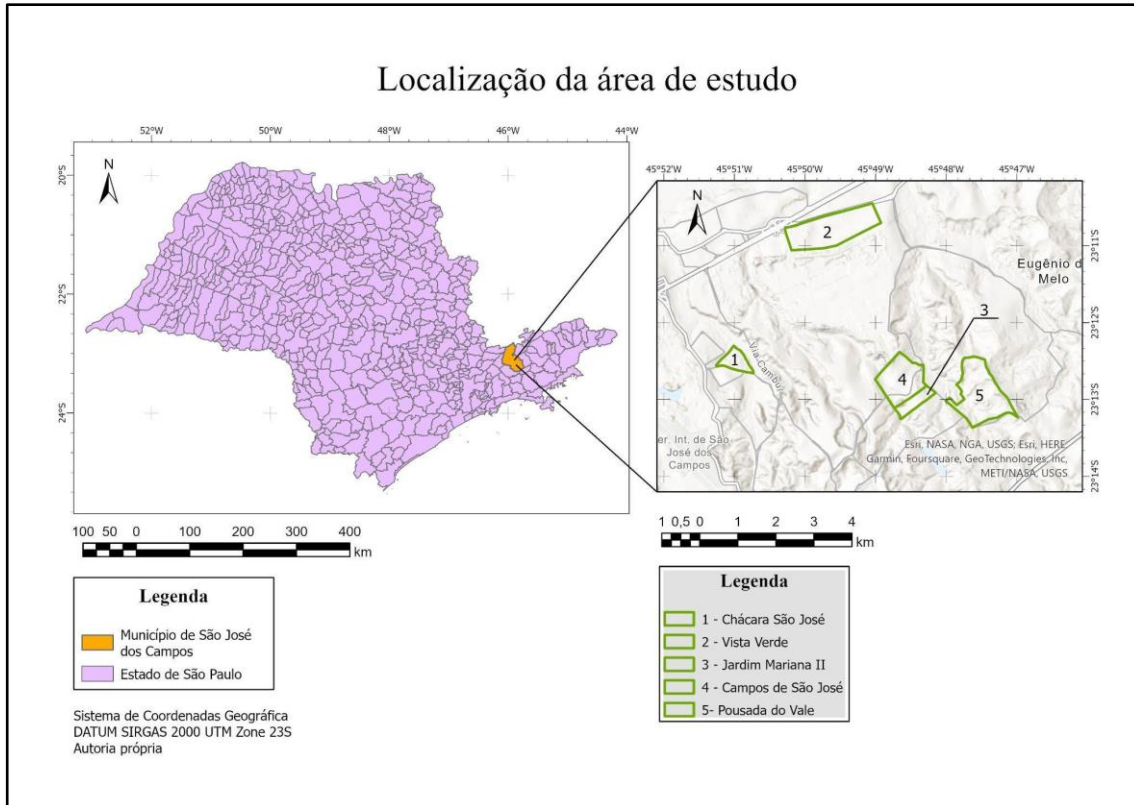 Localização da área de estudo
52°W 50°W 48°W 46°W 44°W
20°S
22°S
24°S
N
45°52'W 45°51'W 45°50'W 45°49'W 45°48'W 45°47'W
23°11'S
23°12'S
23°13'S
23°14'S
N
2
Eugênio d
Melo
3
1
Via Cambuí
4
5
er. Int. de São
José dos
Campos
Esri, NASA, NGA, USGS; Esri, HERE,
Garmin, Foursquare, GeoTechnologies, Inc,
METI/NASA, USGS
100 50 0 100 200 300 400
km
1 0,5 0 1 2 3 4
km
Legenda
Município de São José
dos Campos
Estado de São Paulo
Legenda
1 - Chácara São José
2 - Vista Verde
3 - Jardim Mariana II
4 - Campos de São José
5- Pousada do Vale
Sistema de Coordenadas Geográfica
DATUM SIRGAS 2000 UTM Zone 23S
Autoria própria